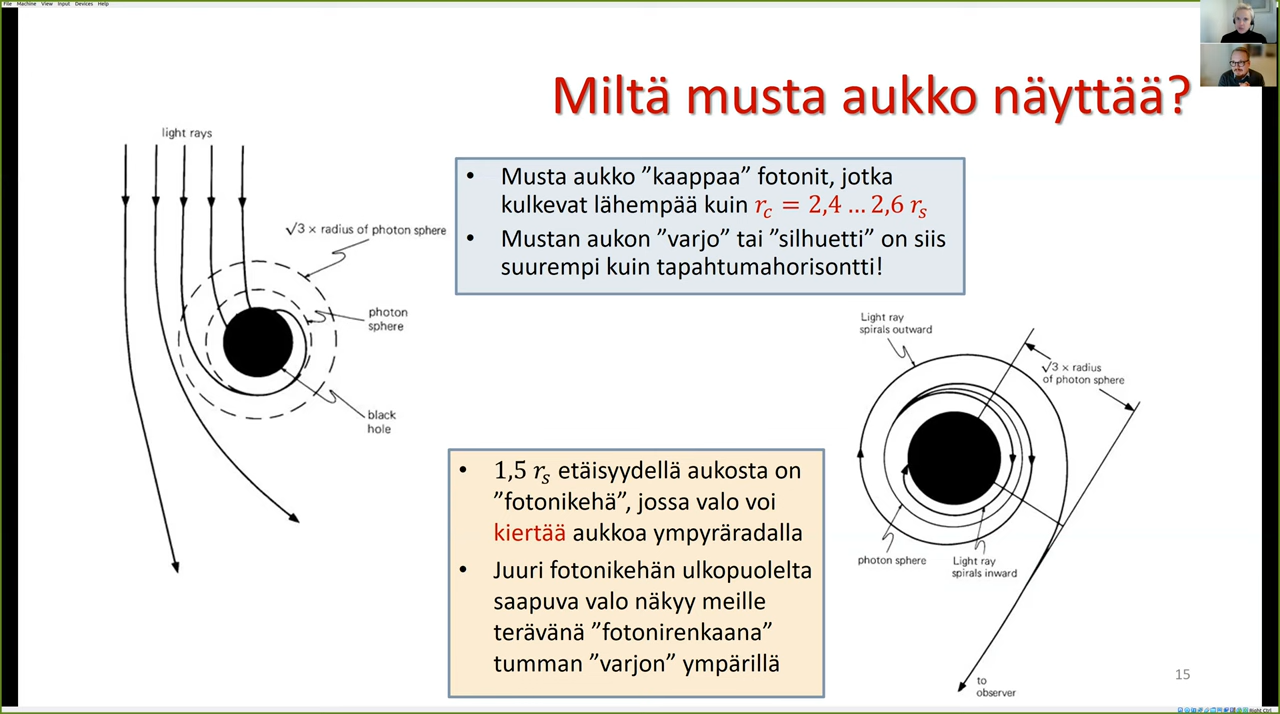 File Machine View Input Devices Help
Miltä musta aukko näyttää?
light rays
√3 × radius of photon sphere
photon
sphere
black
hole
• Musta aukko ”kaappaa” fotonit, jotka
kulkevat lähempää kuin r_c = 2,4 … 2,6 r_s
• Mustan aukon ”varjo” tai ”silhuetti” on siis
suurempi kuin tapahtumahorisontti!
• 1,5 r_s etäisyydellä aukosta on
”fotonikehä”, jossa valo voi
kiertää aukkoa ympyräradalla
• Juuri fotonikehän ulkopuolelta
saapuva valo näkyy meille
terävänä ”fotonirenkaana”
tumman ”varjon” ympärillä
Light ray
spirals outward
√3 × radius
of photon sphere
photon sphere
Light ray
spirals inward
to
observer
15
Right Ctrl